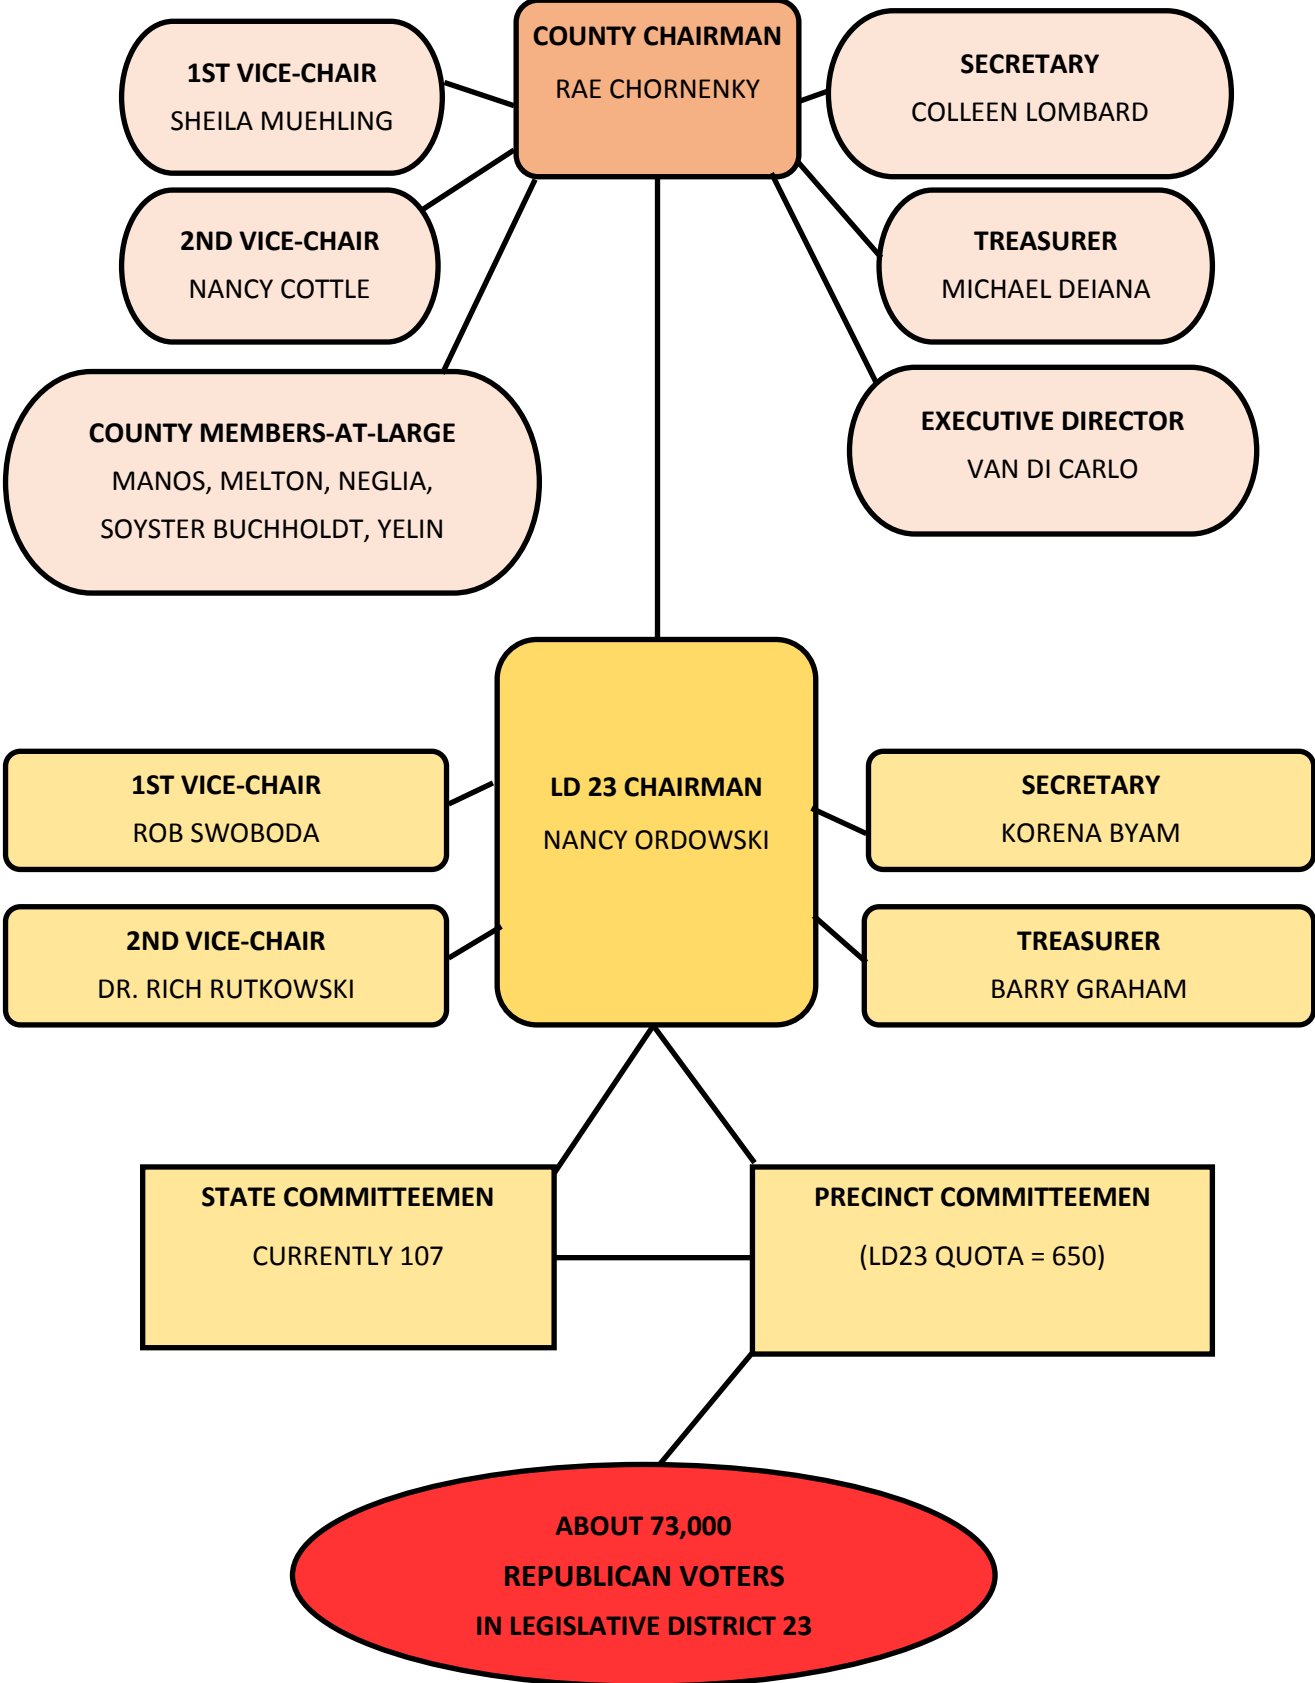 COUNTY CHAIRMAN
RAE CHORNENKY
1ST VICE-CHAIR
SHEILA MUEHLING
SECRETARY
COLLEEN LOMBARD
2ND VICE-CHAIR
NANCY COTTLE
TREASURER
MICHAEL DEIANA
COUNTY MEMBERS-AT-LARGE
MANOS, MELTON, NEGLIA,
SOYSTER BUCHHOLDT, YELIN
EXECUTIVE DIRECTOR
VAN DI CARLO
LD 23 CHAIRMAN
NANCY ORDOWSKI
1ST VICE-CHAIR
ROB SWOBODA
SECRETARY
KORENA BYAM
2ND VICE-CHAIR
DR. RICH RUTKOWSKI
TREASURER
BARRY GRAHAM
STATE COMMITTEEMEN
CURRENTLY 107
PRECINCT COMMITTEEMEN
(LD23 QUOTA = 650)
ABOUT 73,000
REPUBLICAN VOTERS
IN LEGISLATIVE DISTRICT 23